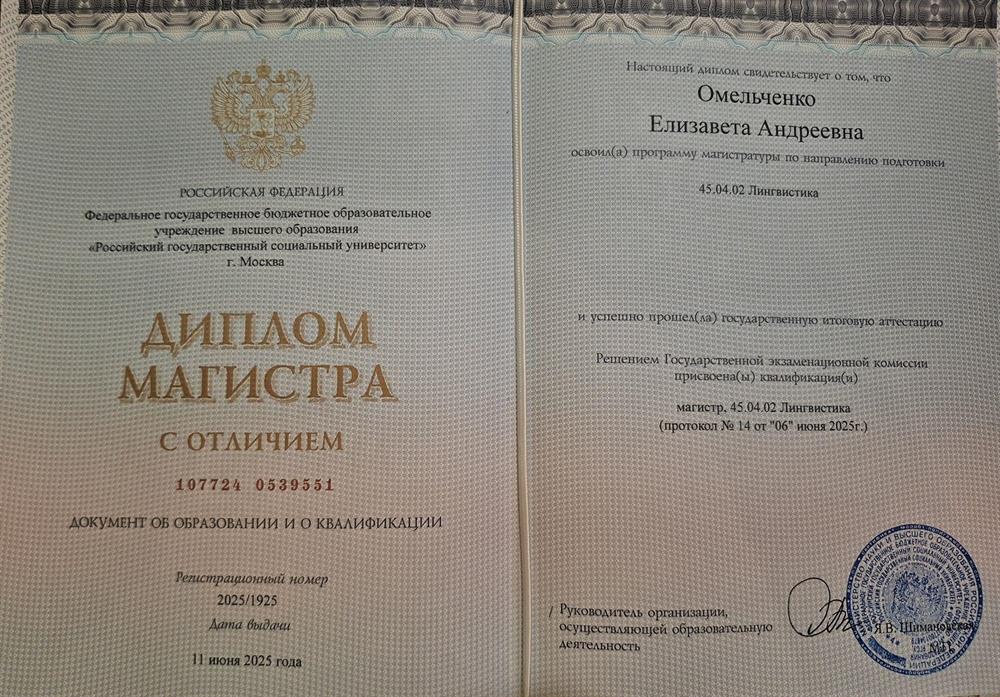 РОССИЙСКАЯ ФЕДЕРАЦИЯ
Федеральное государственное бюджетное образовательное
учреждение высшего образования
«Российский государственный социальный университет»
г. Москва
ДИПЛОМ
МАГИСТРА
С ОТЛИЧИЕМ
107724 0539551
ДОКУМЕНТ ОБ ОБРАЗОВАНИИ И О КВАЛИФИКАЦИИ
Регистрационный номер
2025/1925
Дата выдачи
11 июня 2025 года
Настоящий диплом свидетельствует о том, что
Омельченко
Елизавета Андреевна
освоил(а) программу магистратуры по направлению подготовки
45.04.02 Лингвистика
и успешно прошел(ла) государственную итоговую аттестацию
Решением Государственной экзаменационной комиссии
присвоена(ы) квалификация(и)
магистр, 45.04.02 Лингвистика
(протокол № 14 от "06" июня 2025г.)
Руководитель организации,
осуществляющей образовательную
деятельность
Я.В. Шимановская
М.П.